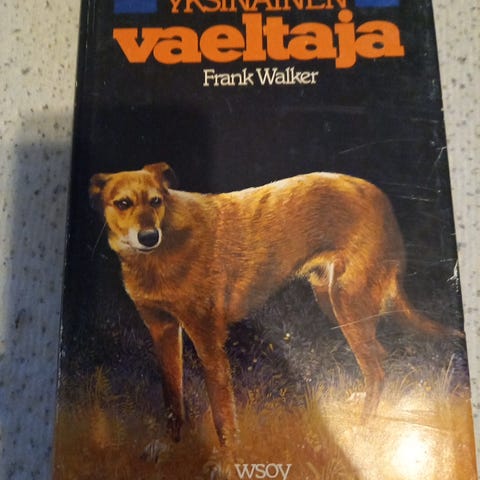 YKSINÄINEN
vaeltaja
Frank Walker
WSOY